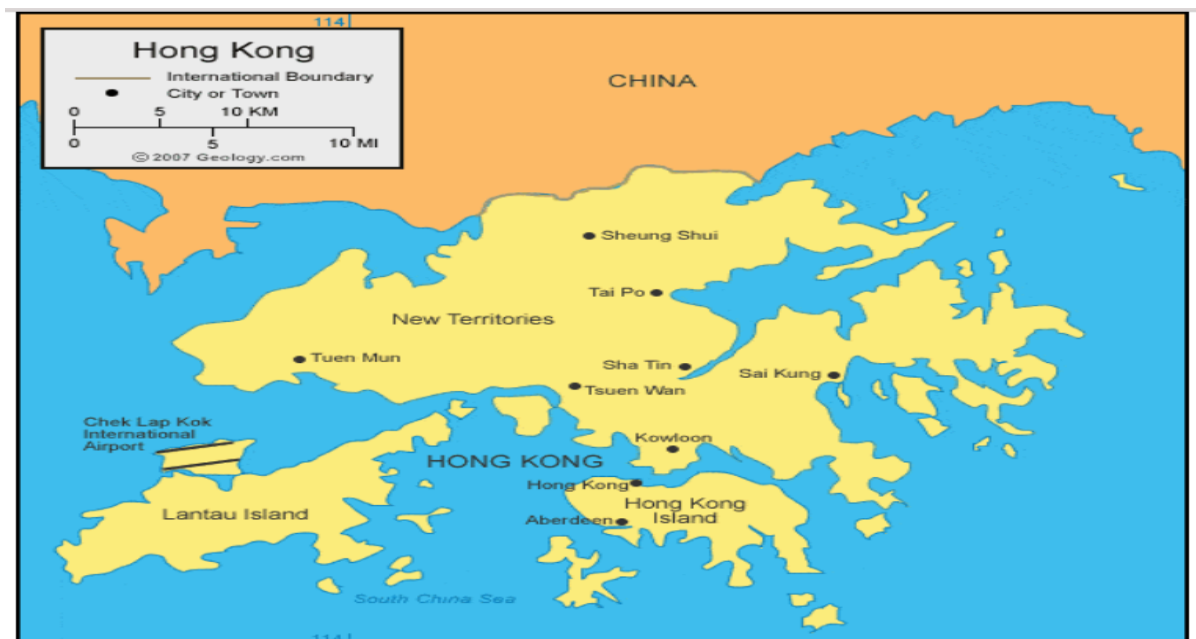 114
Hong Kong
International Boundary
City or Town
0 5 10 KM
0 5 10 MI
© 2007 Geology.com
CHINA
Sheung Shui
Tai Po
New Territories
Tuen Mun
Sha Tin
Sai Kung
Tsuen Wan
Chek Lap Kok
International
Airport
Kowloon
HONG KONG
Hong Kong
Hong Kong
Island
Lantau Island
Aberdeen
South China Sea
114